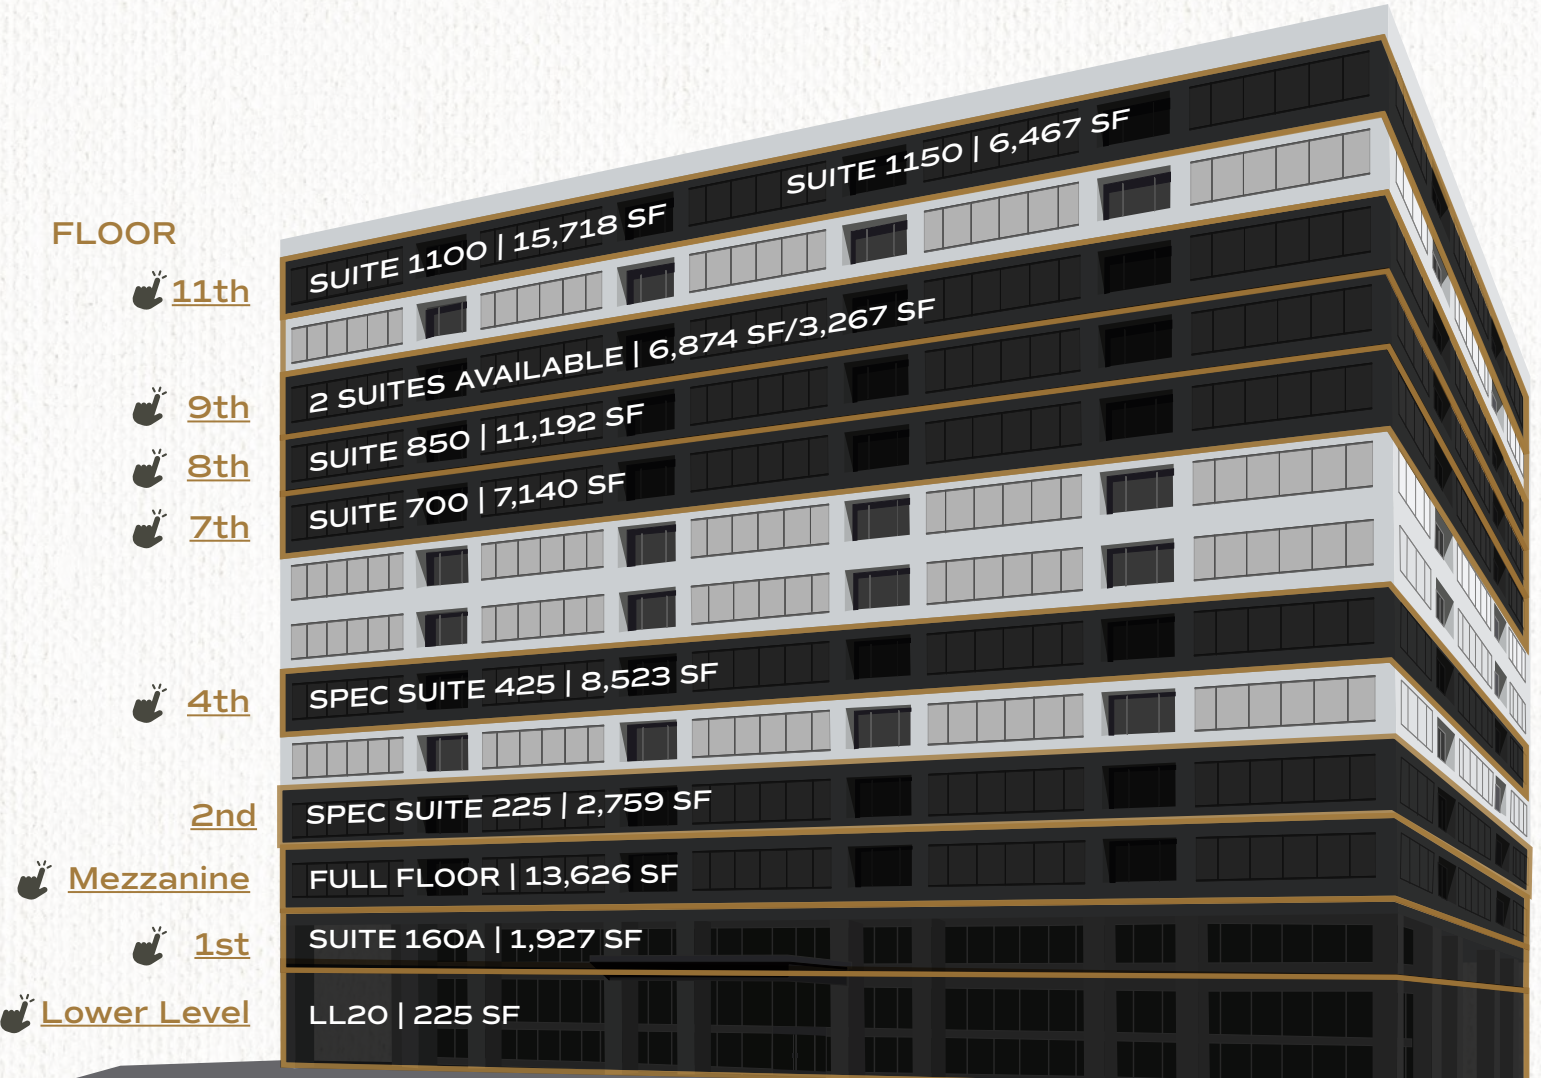 FLOOR
SUITE 1150 | 6,467 SF
11th
SUITE 1100 | 15,718 SF
9th
2 SUITES AVAILABLE | 6,874 SF/3,267 SF
8th
SUITE 850 | 11,192 SF
7th
SUITE 700 | 7,140 SF
4th
SPEC SUITE 425 | 8,523 SF
2nd
SPEC SUITE 225 | 2,759 SF
Mezzanine
FULL FLOOR | 13,626 SF
1st
SUITE 160A | 1,927 SF
Lower Level
LL20 | 225 SF